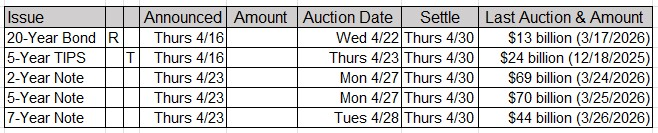 Issue Announced Amount Auction Date Settle Last Auction & Amount
20-Year Bond R Thurs 4/16 Wed 4/22 Thurs 4/30 $13 billion (3/17/2026)
5-Year TIPS T Thurs 4/16 Thurs 4/23 Thurs 4/30 $24 billion (12/18/2025)
2-Year Note Thurs 4/23 Mon 4/27 Thurs 4/30 $69 billion (3/24/2026)
5-Year Note Thurs 4/23 Mon 4/27 Thurs 4/30 $70 billion (3/25/2026)
7-Year Note Thurs 4/23 Tues 4/28 Thurs 4/30 $44 billion (3/26/2026)